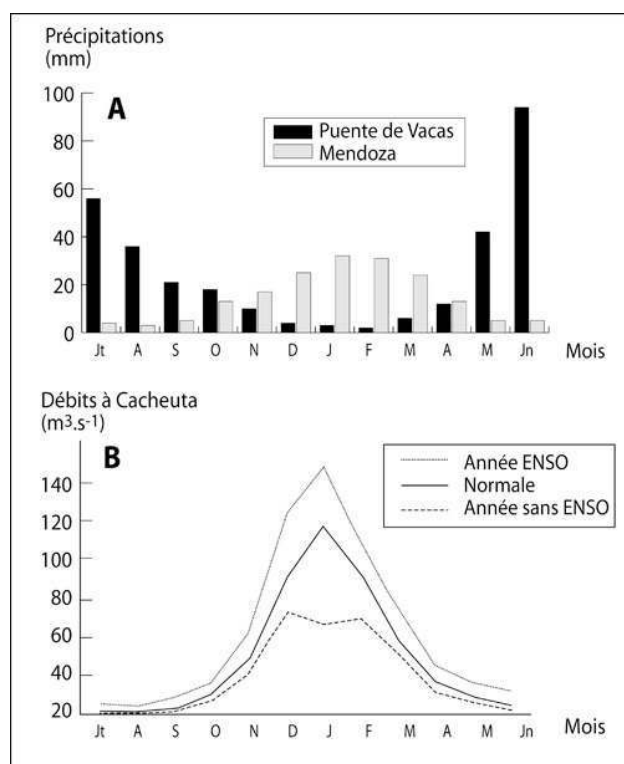 Précipitations
(mm)
A
Puente de Vacas
Mendoza
100
80
60
40
20
0
Jt A S O N D J F M A M Jn Mois
Débits à Cacheuta
(m³.s⁻¹)
B
Année ENSO
Normale
Année sans ENSO
140
120
100
80
60
40
20
Jt A S O N D J F M A M Jn Mois